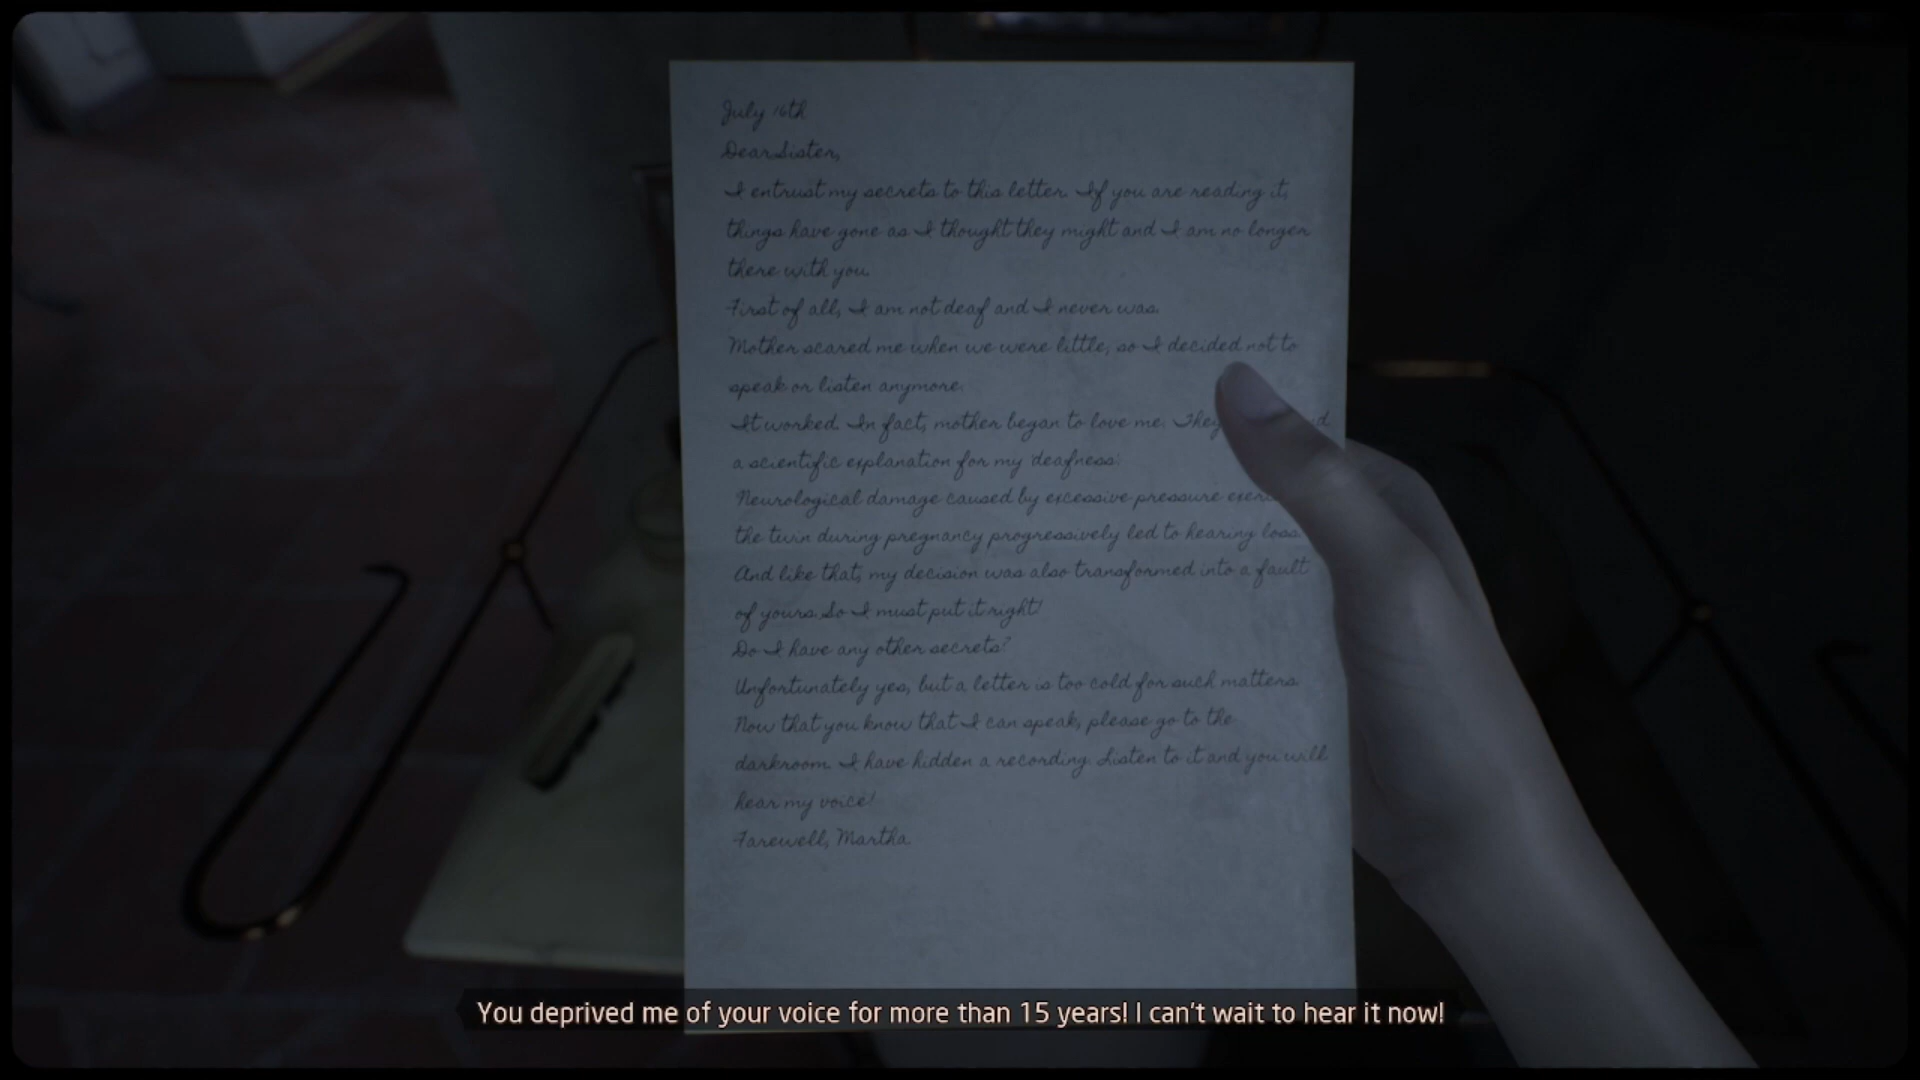 July 16th
Dear Sister,
I entrust my secrets to this letter. If you are reading it,
things have gone as I thought they might and I am no longer
there with you.
First of all, I am not deaf and I never was.
Mother scared me when we were little, so I decided not to
speak or listen anymore.
It worked. In fact, mother began to love me. They
a scientific explanation for my 'deafness'.
Neurological damage caused by excessive pressure
the twin during pregnancy progressively led to hearing loss
And like that, my decision was also transformed into a fault
of yours. So I must put it right!
Do I have any other secrets?
Unfortunately yes, but a letter is too cold for such matters.
Now that you know that I can speak, please go to the
darkroom. I have hidden a recording. Listen to it and you will
hear my voice!
Farewell, Martha.
You deprived me of your voice for more than 15 years! I can't wait to hear it now!